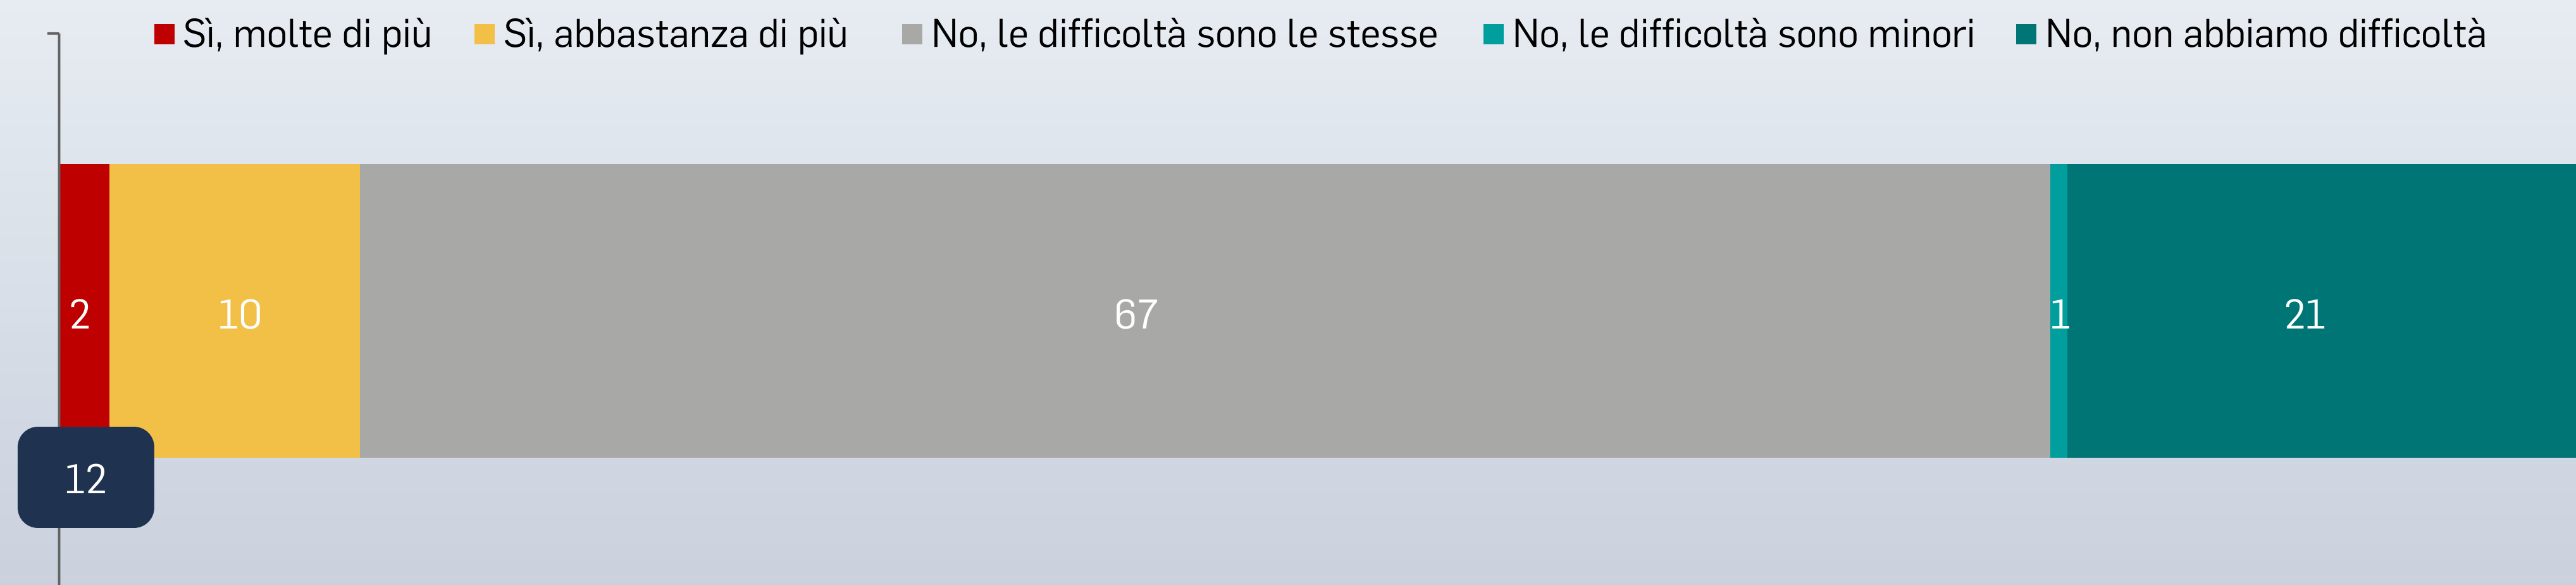 Sì, molte di più Sì, abbastanza di più No, le difficoltà sono le stesse No, le difficoltà sono minori No, non abbiamo difficoltà
2 10 67 1 21
12